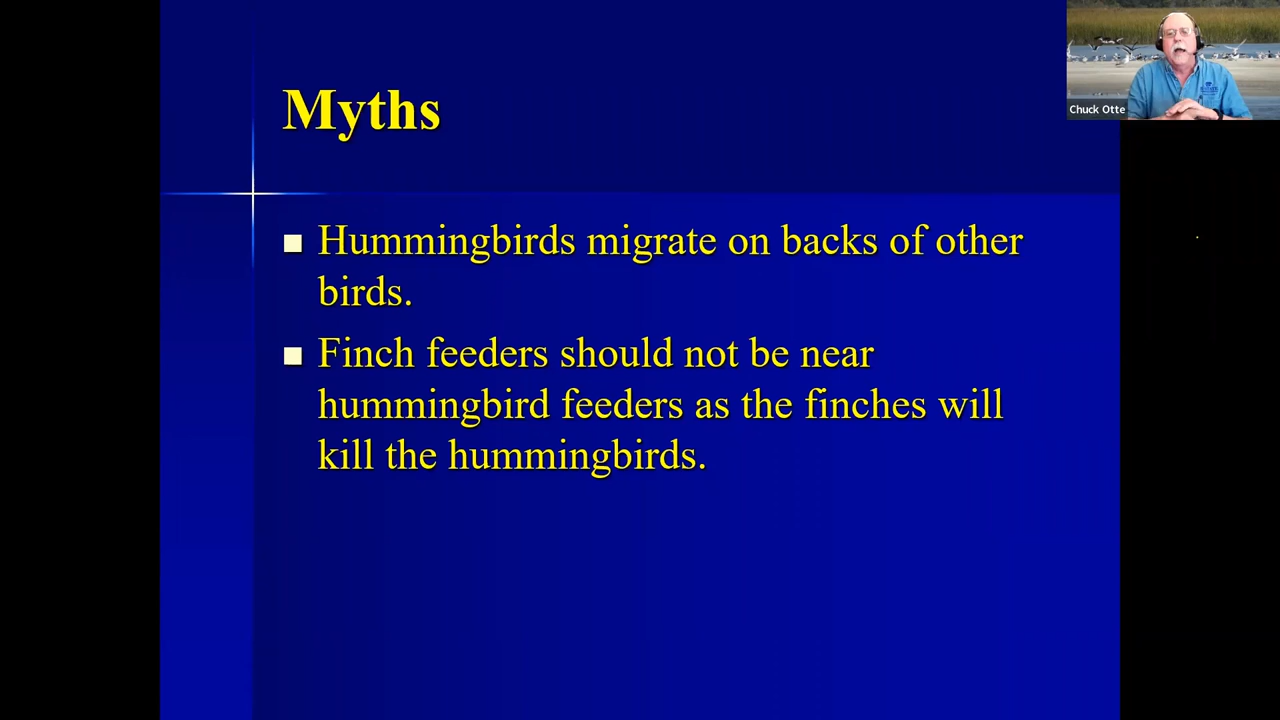 Myths
Hummingbirds migrate on backs of other
birds.
Finch feeders should not be near
hummingbird feeders as the finches will
kill the hummingbirds.
Chuck Otte